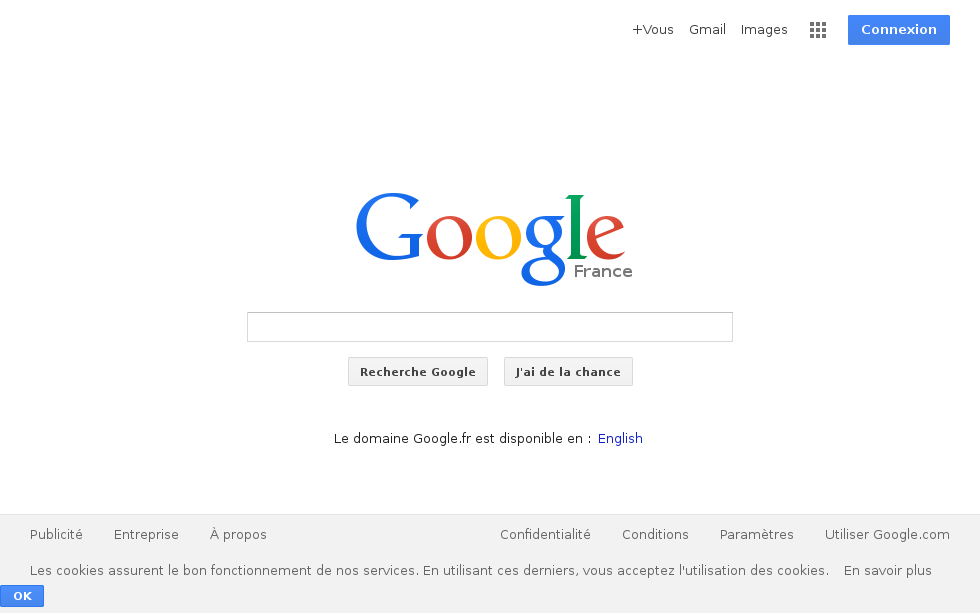 +Vous Gmail Images Connexion
Google
France
Recherche Google J'ai de la chance
Le domaine Google.fr est disponible en : English
Publicité Entreprise À propos Confidentialité Conditions Paramètres Utiliser Google.com
Les cookies assurent le bon fonctionnement de nos services. En utilisant ces derniers, vous acceptez l'utilisation des cookies. En savoir plus
OK